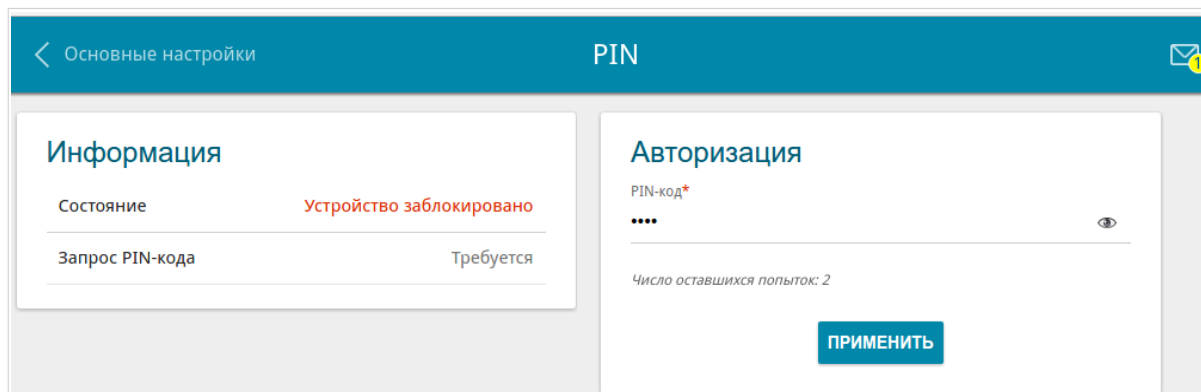 Основные настройки
PIN
1
Информация
Состояние Устройство заблокировано
Запрос PIN-кода Требуется
Авторизация
PIN-код*
••••
Число оставшихся попыток: 2
ПРИМЕНИТЬ